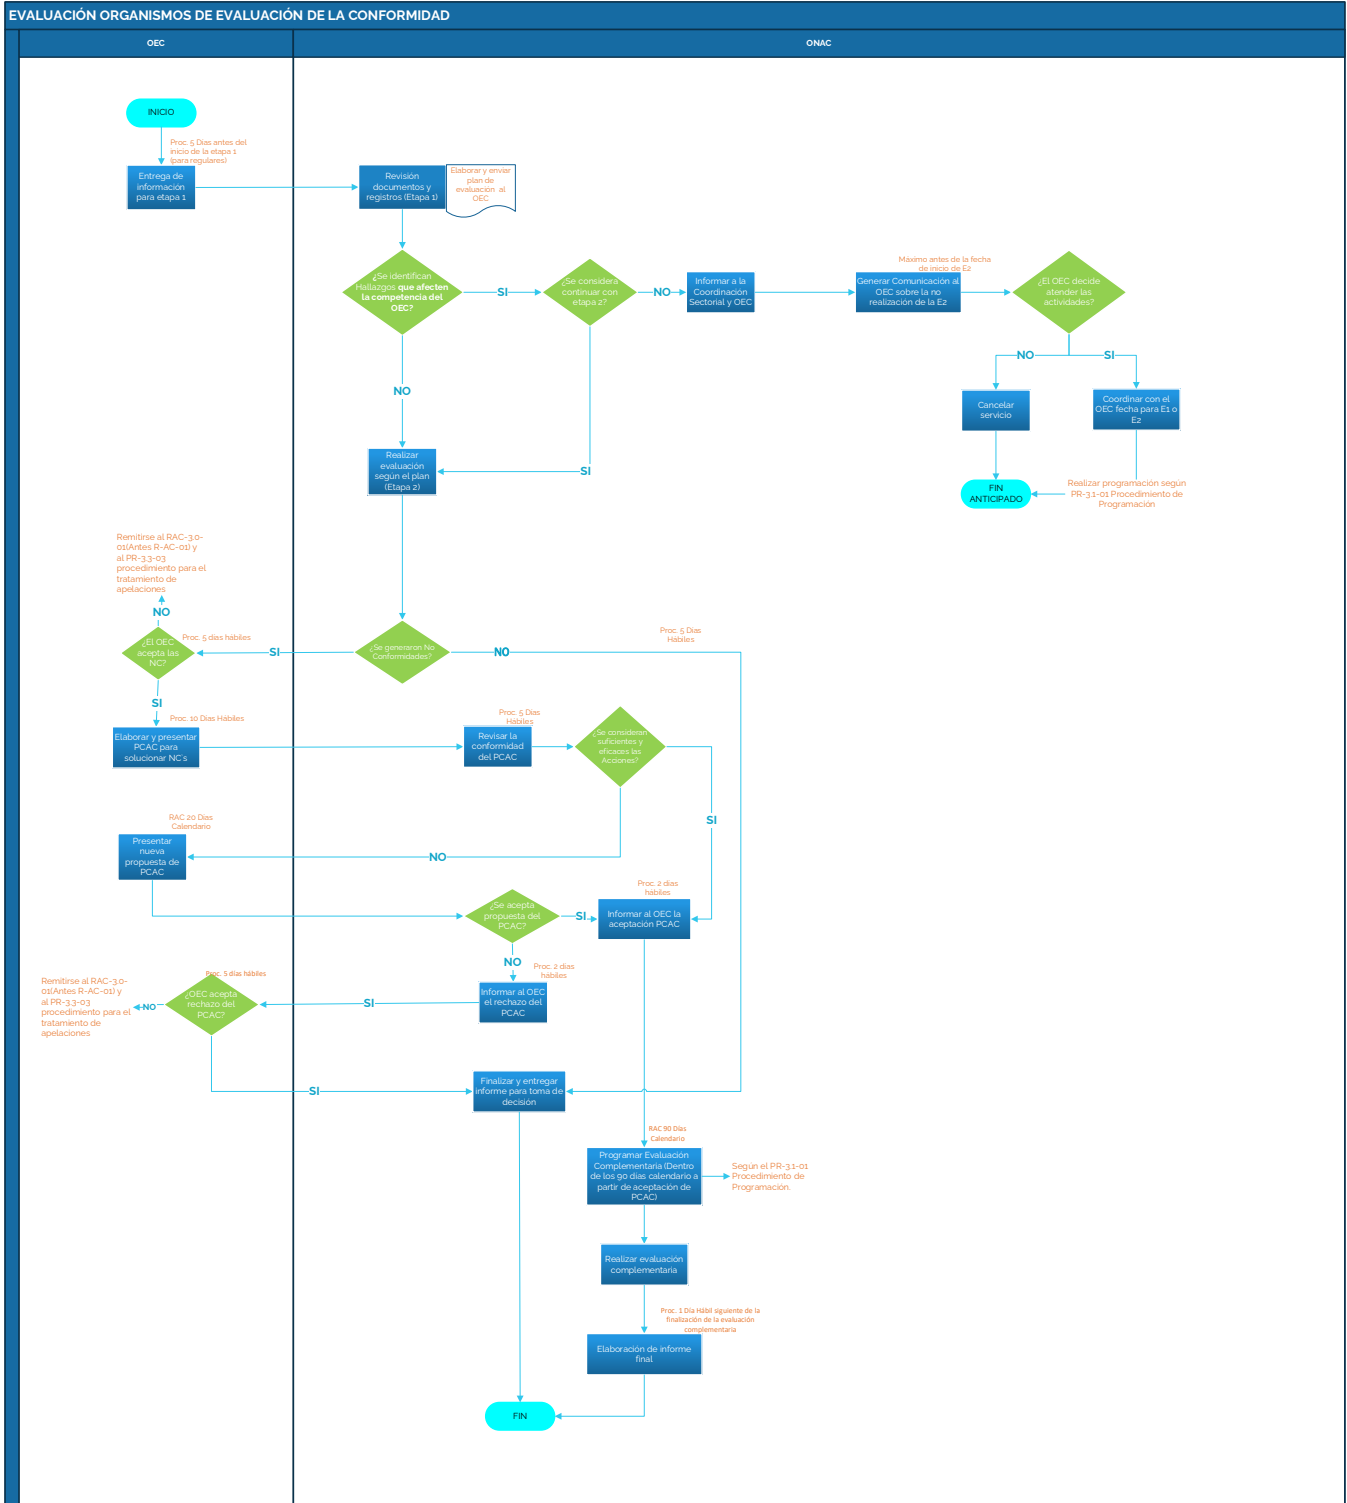 EVALUACIÓN ORGANISMOS DE EVALUACIÓN DE LA CONFORMIDAD
OEC
ONAC
INICIO
Proc. 5 Días antes del
inicio de la etapa 1
(para regulares)
Entrega de
información
para etapa 1
Revisión
documentos y
registros (Etapa 1)
Elaborar y enviar
plan de
evaluación al
OEC
¿Se identifican
Hallazgos que afecten
la competencia del
OEC?
SI
¿Se considera
continuar con
etapa 2?
NO
Informar a la
Coordinación
Sectorial y OEC
Máximo antes de la fecha
de inicio de E2
Generar Comunicación al
OEC sobre la no
realización de la E2
¿El OEC decide
atender las
actividades?
NO
SI
NO
Cancelar
servicio
Coordinar con el
OEC fecha para E1 o
E2
Realizar
evaluación
según el plan
(Etapa 2)
SI
FIN
ANTICIPADO
Realizar programación según
PR-3.1-01 Procedimiento de
Programación
Remitirse al RAC-3.0-
01(Antes R-AC-01) y
al PR-3.3-03
procedimiento para el
tratamiento de
apelaciones
NO
¿El OEC
acepta las
NC?
Proc. 5 días hábiles
SI
¿Se generaron No
Conformidades?
NO
Proc. 5 Días
Hábiles
SI
Proc. 10 Días Hábiles
Elaborar y presentar
PCAC para
solucionar NC´s
Proc. 5 Días
Hábiles
Revisar la
conformidad
del PCAC
¿Se consideran
suficientes y
eficaces las
Acciones?
SI
RAC 20 Días
Calendario
Presentar
nueva
propuesta de
PCAC
NO
¿Se acepta
propuesta del
PCAC?
SI
Proc. 2 días
hábiles
Informar al OEC la
aceptación PCAC
NO
Proc. 2 días
hábiles
Informar al OEC
el rechazo del
PCAC
SI
Proc. 5 días hábiles
¿OEC acepta
rechazo del
PCAC?
NO
Remitirse al RAC-3.0-
01(Antes R-AC-01) y
al PR-3.3-03
procedimiento para el
tratamiento de
apelaciones
SI
Finalizar y entregar
informe para toma de
decisión
RAC 90 Días
Calendario
Programar Evaluación
Complementaria (Dentro
de los 90 días calendario a
partir de aceptación de
PCAC)
Según el PR-3.1-01
Procedimiento de
Programación.
Realizar evaluación
complementaria
Proc. 1 Día Hábil siguiente de la
finalización de la evaluación
complementaria
Elaboración de informe
final
FIN